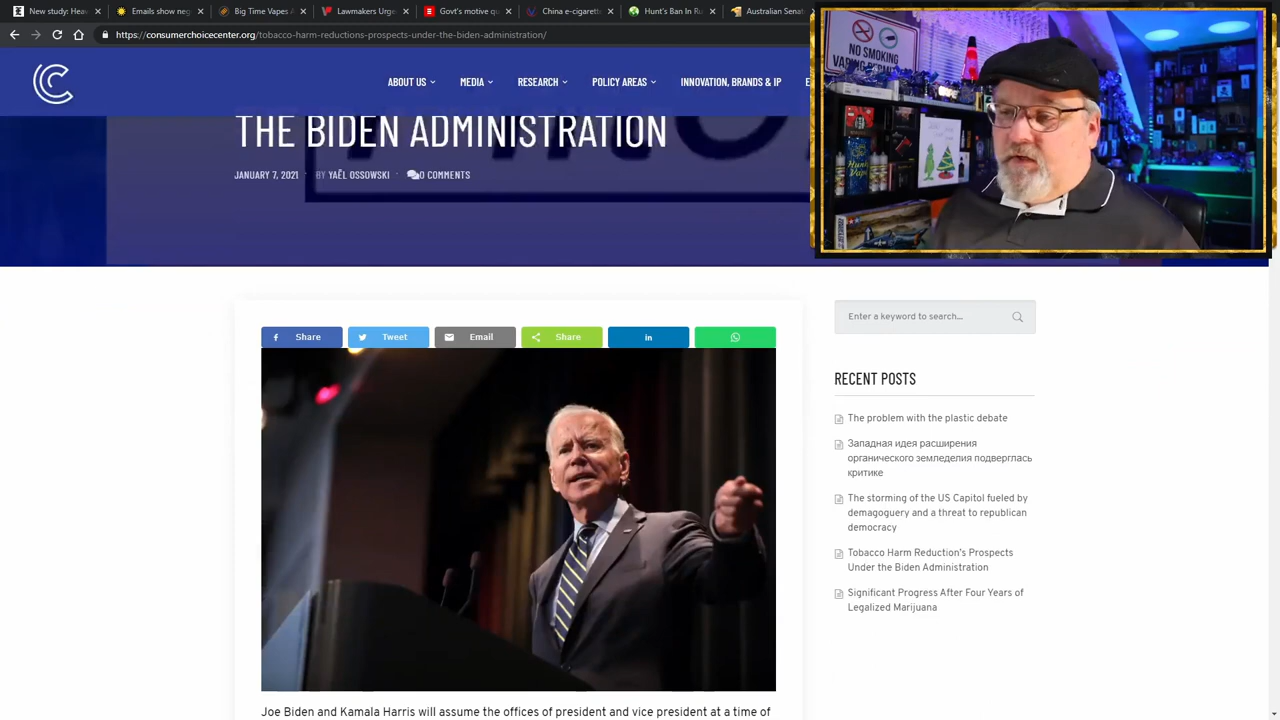 New study: Heav
Emails show nev
Big Time Vapes A
Lawmakers Urge
Govt's motive qu
China e-cigarett
Hunt's Ban In Ru
Australian Senat
https://consumerchoicecenter.org/tobacco-harm-reductions-prospects-under-the-biden-administration/
NO SMOKING
ABOUT US
MEDIA
RESEARCH
POLICY AREAS
INNOVATION, BRANDS & IP
E
THE BIDEN ADMINISTRATION
JANUARY 7, 2021 · BY YAËL OSSOWSKI · 0 COMMENTS
Share
Tweet
Email
Share
in
Enter a keyword to search...
RECENT POSTS
The problem with the plastic debate
Западная идея расширения
органического земледелия подверглась
критике
The storming of the US Capitol fueled by
demagoguery and a threat to republican
democracy
Tobacco Harm Reduction's Prospects
Under the Biden Administration
Significant Progress After Four Years of
Legalized Marijuana
Joe Biden and Kamala Harris will assume the offices of president and vice president at a time of